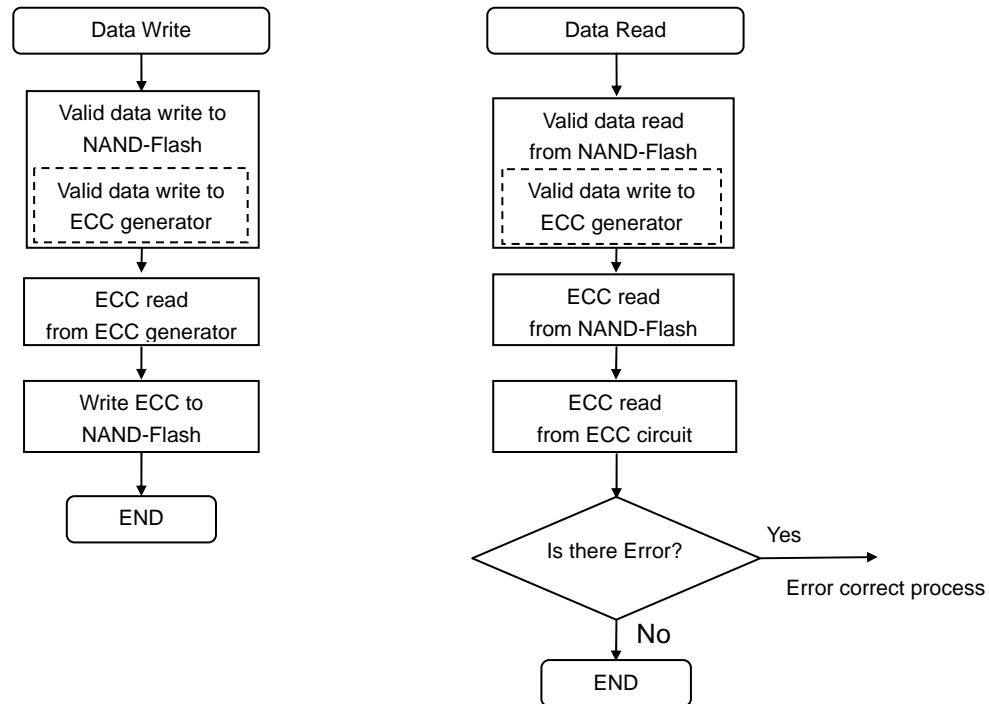 Data Write
Valid data write to
NAND-Flash
Valid data write to
ECC generator
ECC read
from ECC generator
Write ECC to
NAND-Flash
END
Data Read
Valid data read
from NAND-Flash
Valid data write to
ECC generator
ECC read
from NAND-Flash
ECC read
from ECC circuit
Is there Error?
Yes
Error correct process
No
END